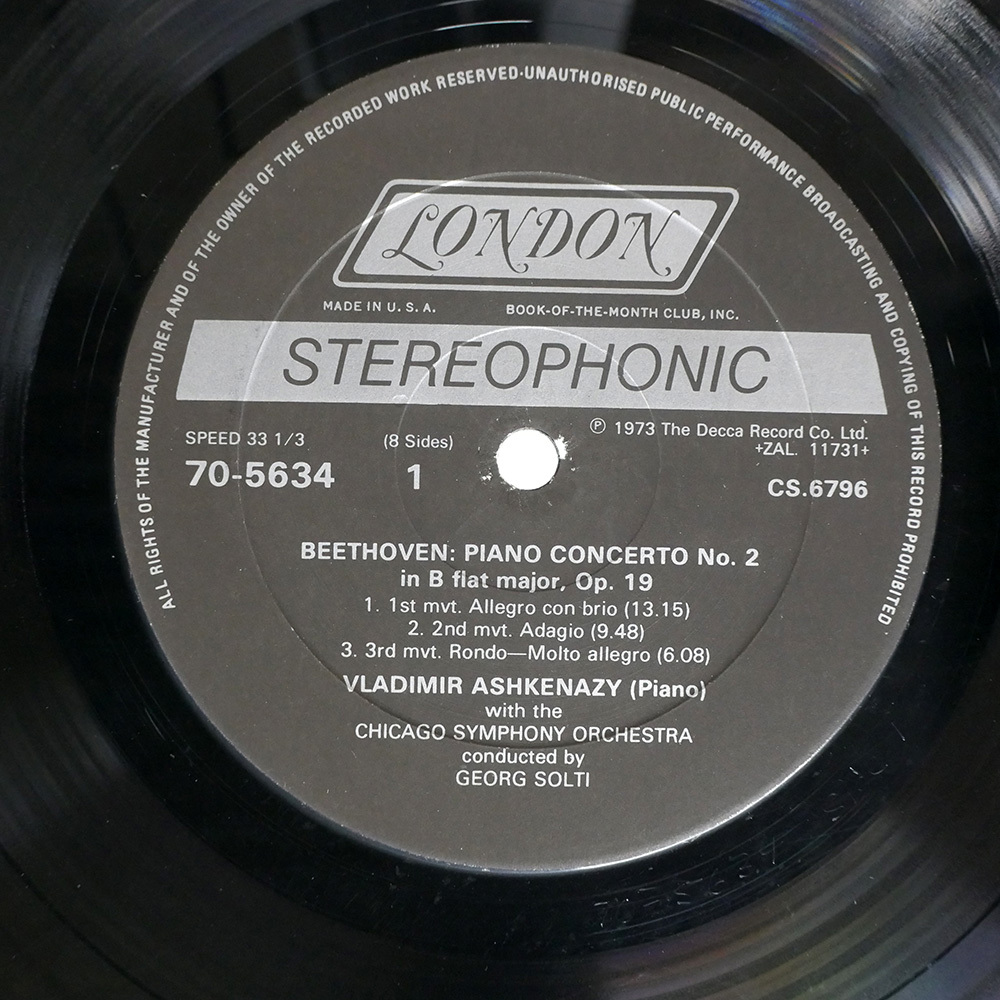 ALL RIGHTS OF THE MANUFACTURER AND OF THE OWNER OF THE RECORDED WORK RESERVED·UNAUTHORISED PUBLIC PERFORMANCE BROADCASTING AND COPYING OF THIS RECORD PROHIBITED
LONDON
MADE IN U. S. A. BOOK-OF-THE-MONTH CLUB, INC.
STEREOPHONIC
SPEED 33 1/3 (8 Sides) ℗ 1973 The Decca Record Co. Ltd.
+ZAL. 11731+
70-5634 1 CS.6796
BEETHOVEN: PIANO CONCERTO No. 2
in B flat major, Op. 19
1. 1st mvt. Allegro con brio (13.15)
2. 2nd mvt. Adagio (9.48)
3. 3rd mvt. Rondo—Molto allegro (6.08)
VLADIMIR ASHKENAZY (Piano)
with the
CHICAGO SYMPHONY ORCHESTRA
conducted by
GEORG SOLTI